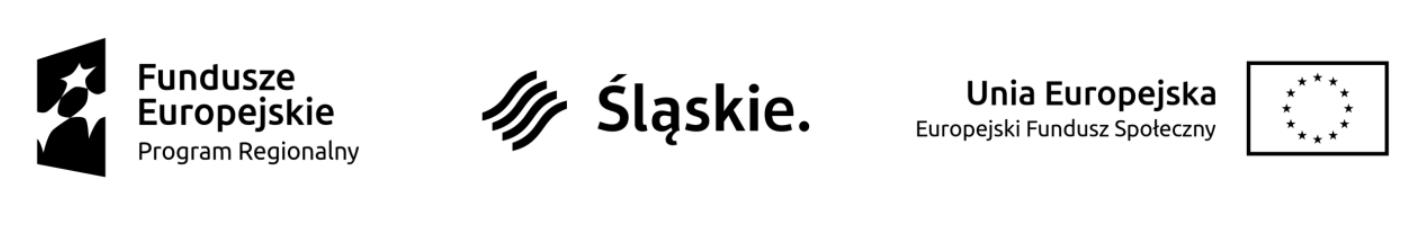 Fundusze
Europejskie
Program Regionalny
Śląskie.
Unia Europejska
Europejski Fundusz Społeczny